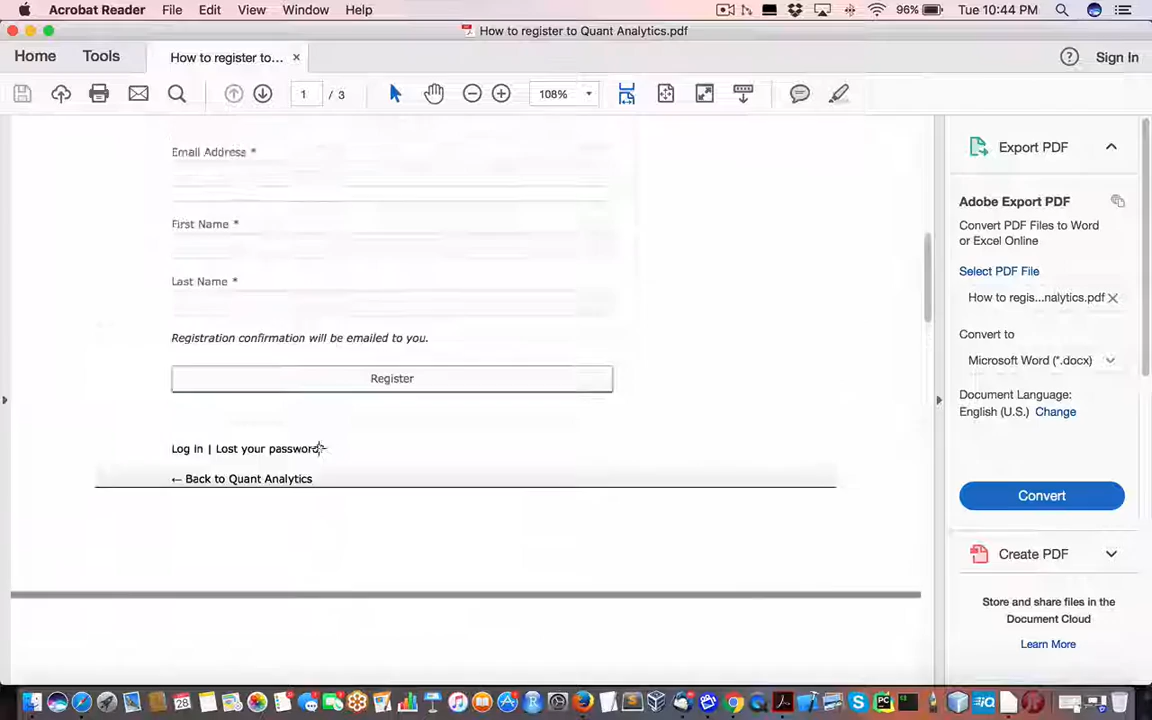 Acrobat Reader File Edit View Window Help 96% Tue 10:44 PM
How to register to Quant Analytics.pdf
Home Tools How to register to... × Sign In
1 / 3 108%
Email Address *
First Name *
Last Name *
Registration confirmation will be emailed to you.
Register
Log in | Lost your password
← Back to Quant Analytics
Export PDF
Adobe Export PDF
Convert PDF Files to Word
or Excel Online
Select PDF File
How to regis...nalytics.pdf ×
Convert to
Microsoft Word (*.docx)
Document Language:
English (U.S.) Change
Convert
Create PDF
Store and share files in the
Document Cloud
Learn More
28